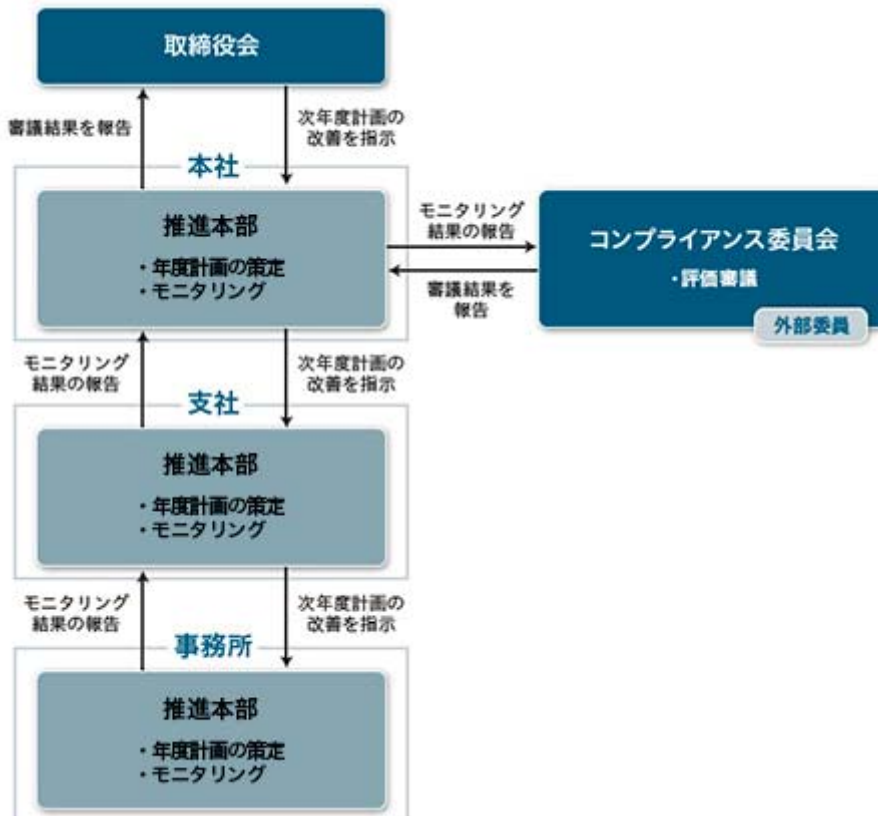 取締役会
審議結果を報告
次年度計画の
改善を指示
本社
推進本部
・年度計画の策定
・モニタリング
モニタリング
結果の報告
審議結果を
報告
コンプライアンス委員会
・評価審議
外部委員
モニタリング
結果の報告
次年度計画の
改善を指示
支社
推進本部
・年度計画の策定
・モニタリング
モニタリング
結果の報告
次年度計画の
改善を指示
事務所
推進本部
・年度計画の策定
・モニタリング